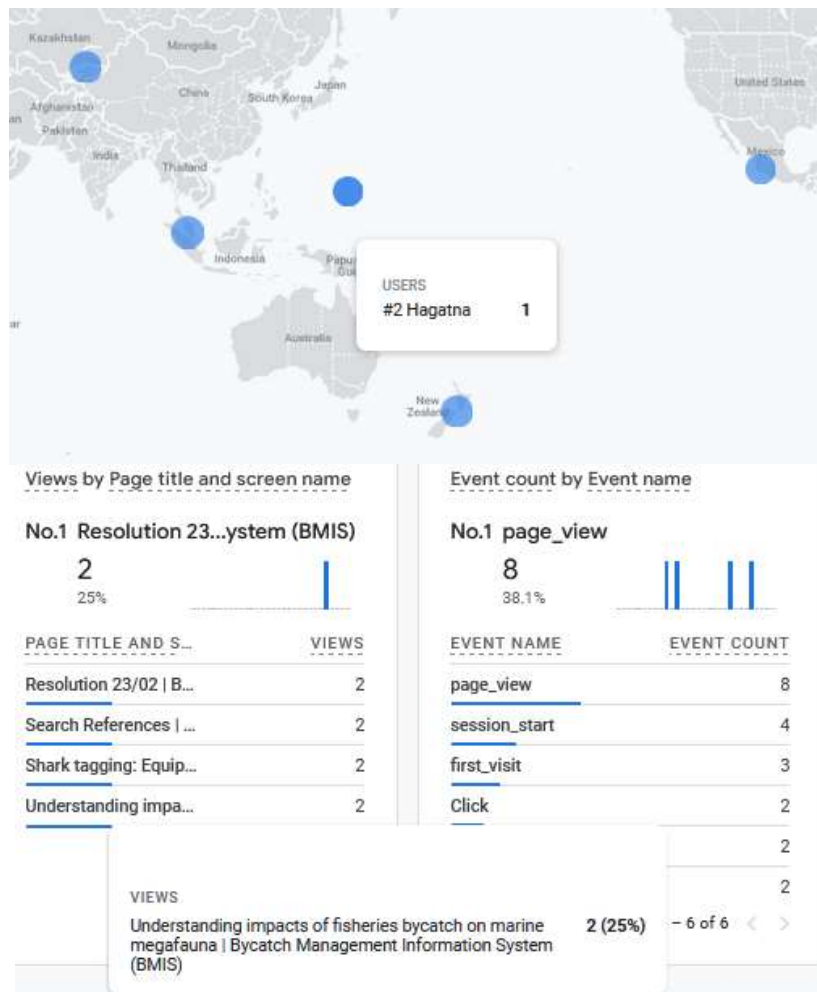 Kazakhstan
Mongolia
Japan
China
South Korea
United States
Afghanistan
an
Pakistan
India
Mexico
Thailand
Indonesia
Papu
Gui
USERS
#2 Hagatna 1
ar
Australia
New
Zealand
Views by Page title and screen name
No.1 Resolution 23...ystem (BMIS)
2
25%
PAGE TITLE AND S... VIEWS
Resolution 23/02 | B... 2
Search References | ... 2
Shark tagging: Equip... 2
Understanding impa... 2
Event count by Event name
No.1 page_view
8
38.1%
EVENT NAME EVENT COUNT
page_view 8
session_start 4
first_visit 3
Click 2
2
2
– 6 of 6
VIEWS
Understanding impacts of fisheries bycatch on marine 2 (25%)
megafauna | Bycatch Management Information System
(BMIS)